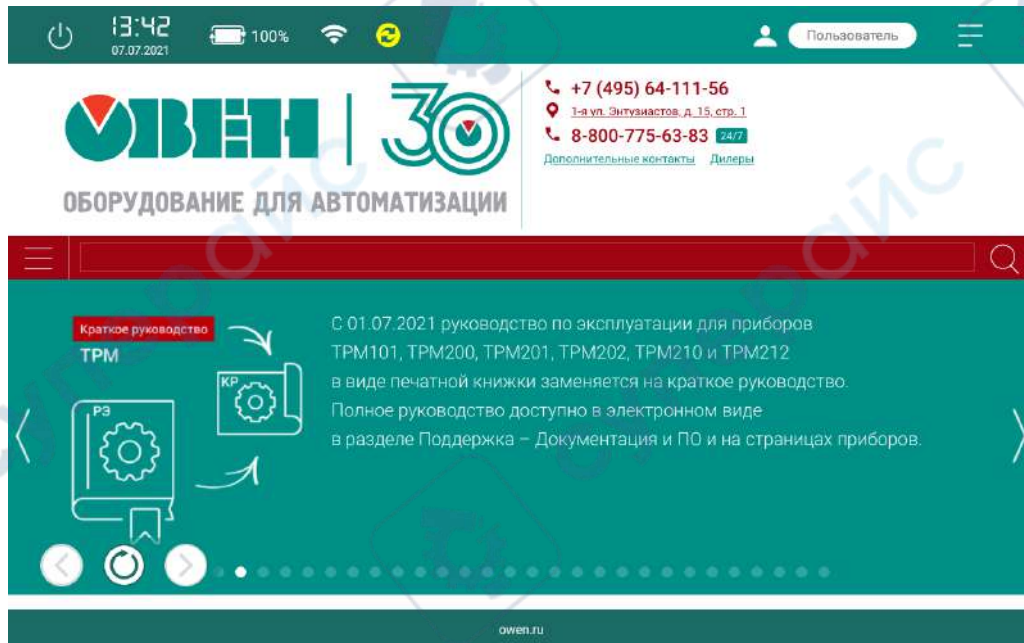 13:42
07.07.2021
100%
Пользователь
ОВЕН | 30
ОБОРУДОВАНИЕ ДЛЯ АВТОМАТИЗАЦИИ
+7 (495) 64-111-56
1-я ул. Энтузиастов, д. 15, стр. 1
8-800-775-63-83 24/7
Дополнительные контакты Дилеры
Краткое руководство
ТРМ
КР
РЭ
С 01.07.2021 руководство по эксплуатации для приборов
ТРМ101, ТРМ200, ТРМ201, ТРМ202, ТРМ210 и ТРМ212
в виде печатной книжки заменяется на краткое руководство.
Полное руководство доступно в электронном виде
в разделе Поддержка – Документация и ПО и на страницах приборов.
owen.ru
суперайс